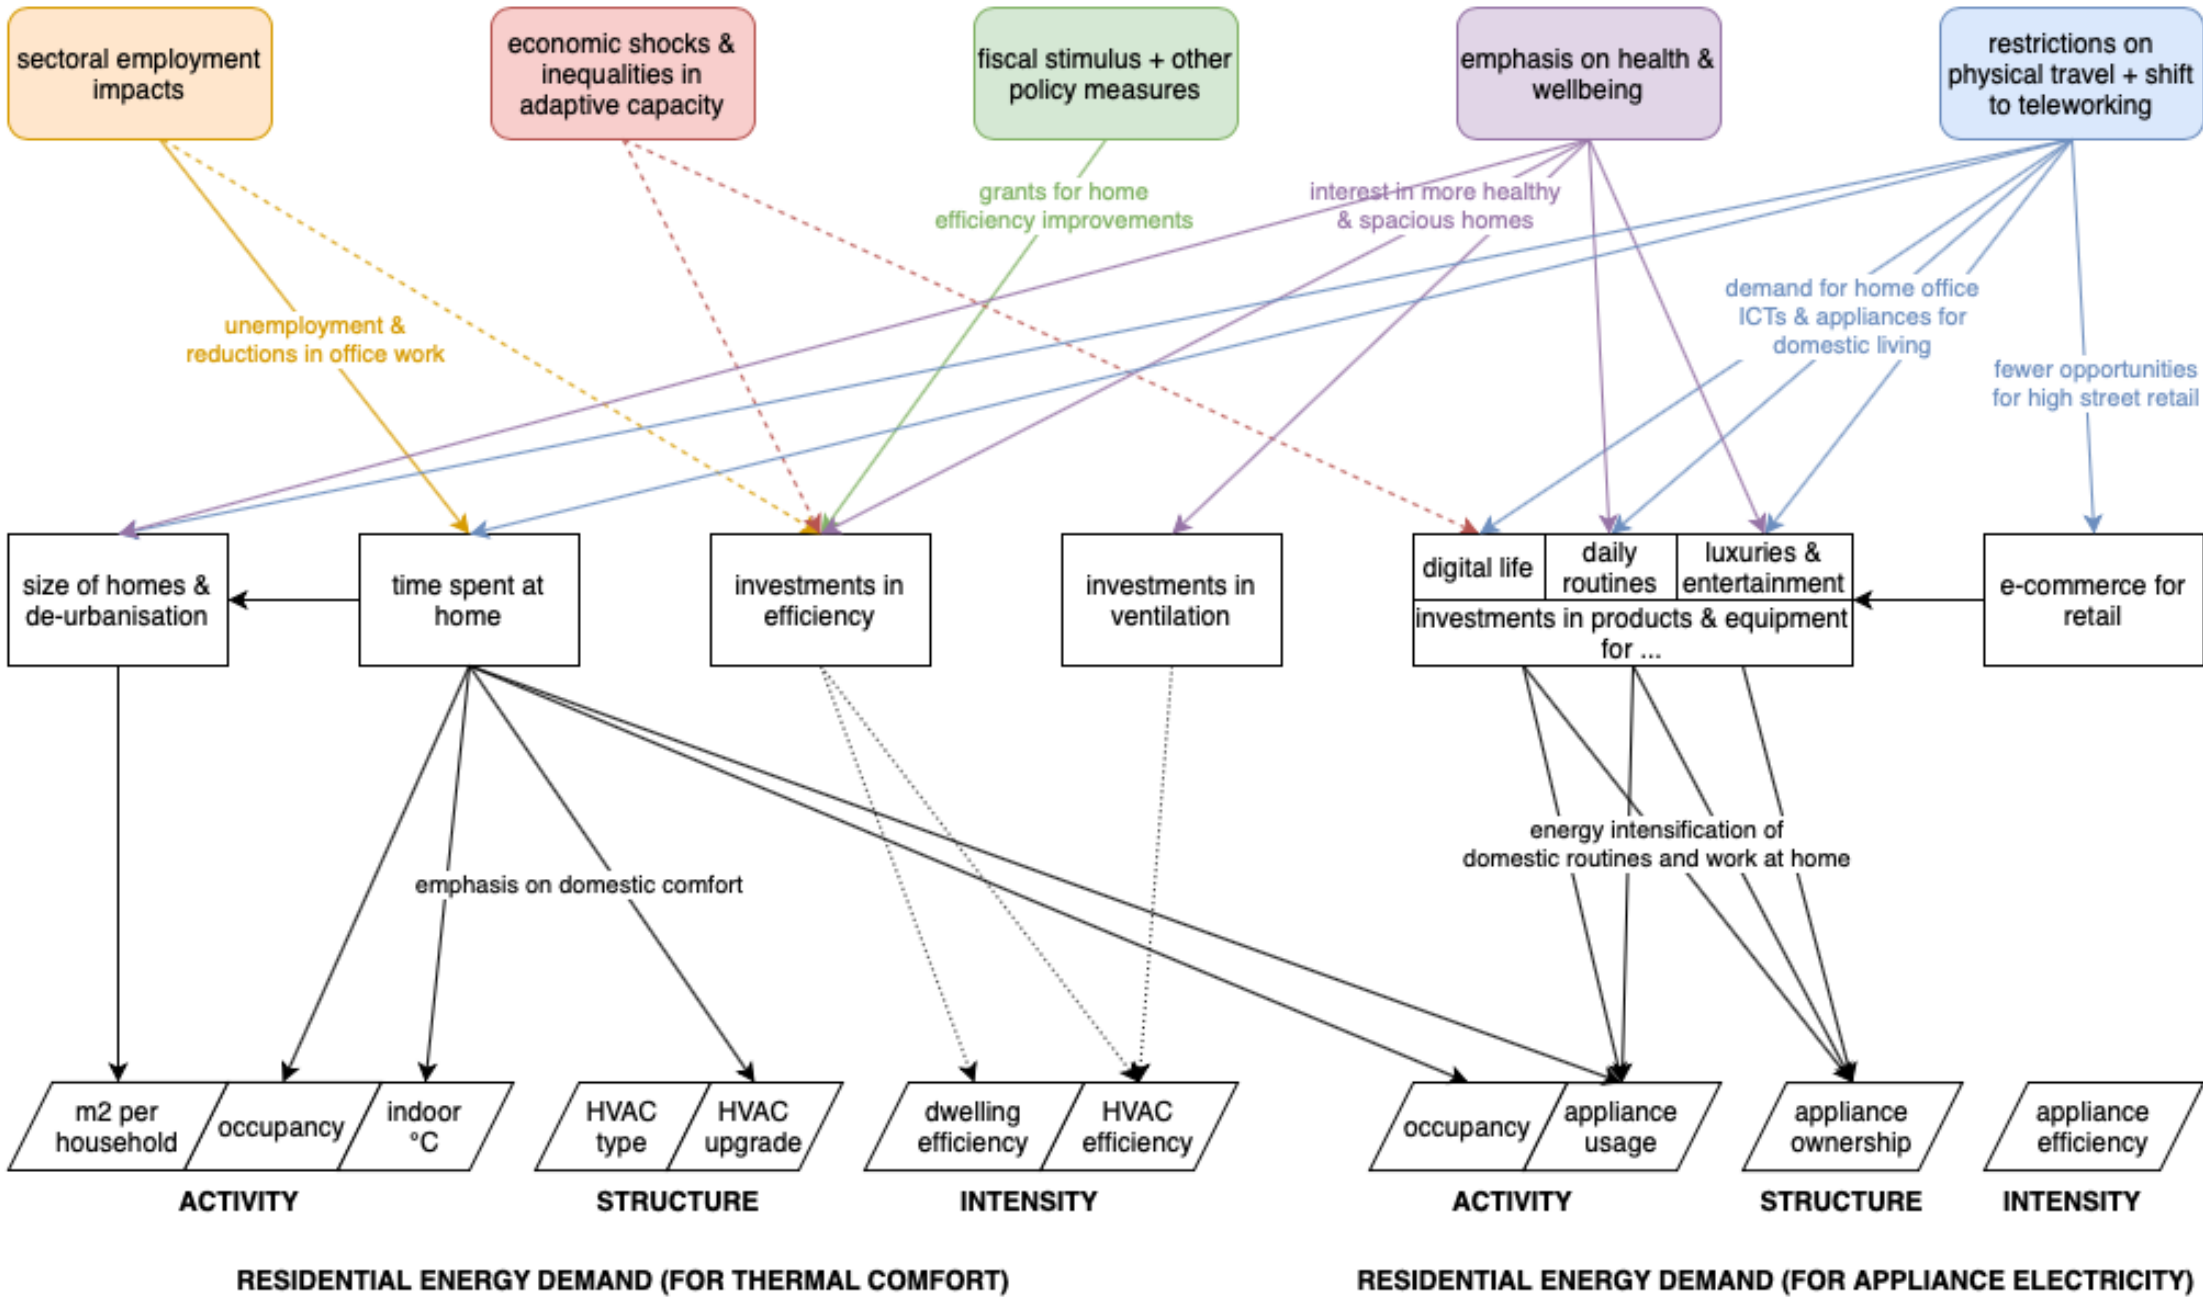 sectoral employment
impacts
economic shocks &
inequalities in
adaptive capacity
fiscal stimulus + other
policy measures
emphasis on health &
wellbeing
restrictions on
physical travel + shift
to teleworking
grants for home
efficiency improvements
interest in more healthy
& spacious homes
unemployment &
reductions in office work
demand for home office
ICTs & appliances for
domestic living
fewer opportunities
for high street retail
size of homes &
de-urbanisation
time spent at
home
investments in
efficiency
investments in
ventilation
digital life
daily
routines
luxuries &
entertainment
investments in products & equipment
for ...
e-commerce for
retail
emphasis on domestic comfort
energy intensification of
domestic routines and work at home
m2 per
household
occupancy
indoor
°C
HVAC
type
HVAC
upgrade
dwelling
efficiency
HVAC
efficiency
occupancy
appliance
usage
appliance
ownership
appliance
efficiency
ACTIVITY
STRUCTURE
INTENSITY
ACTIVITY
STRUCTURE
INTENSITY
RESIDENTIAL ENERGY DEMAND (FOR THERMAL COMFORT)
RESIDENTIAL ENERGY DEMAND (FOR APPLIANCE ELECTRICITY)